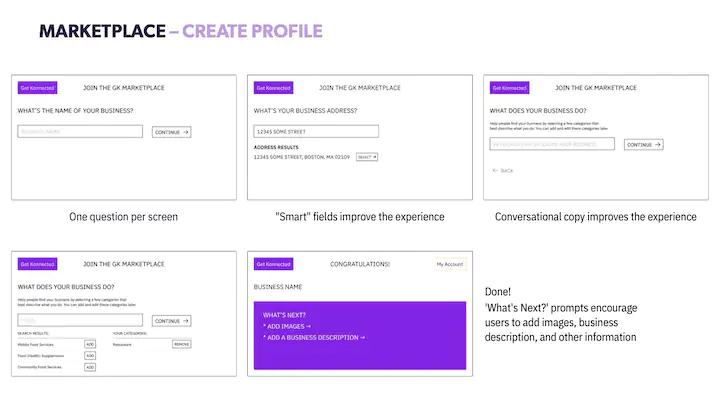 MARKETPLACE – CREATE PROFILE
Get Konnected
JOIN THE GK MARKETPLACE
WHAT'S THE NAME OF YOUR BUSINESS?
BUSINESS NAME
CONTINUE →
One question per screen
Get Konnected
JOIN THE GK MARKETPLACE
WHAT'S YOUR BUSINESS ADDRESS?
12345 SOME STREET
ADDRESS RESULTS
12345 SOME STREET, BOSTON, MA 02109
SELECT ↗
"Smart" fields improve the experience
Get Konnected
JOIN THE GK MARKETPLACE
WHAT DOES YOUR BUSINESS DO?
Help people find your business by selecting a few categories that
best describe what you do. You can add and edit these categories later.
CONTINUE →
← BACK
Conversational copy improves the experience
Get Konnected
JOIN THE GK MARKETPLACE
WHAT DOES YOUR BUSINESS DO?
Help people find your business by selecting a few categories that
best describe what you do. You can add and edit these categories later.
CONTINUE →
SEARCH RESULTS:
YOUR CATEGORIES:
Mobile Food Services
ADD
Restaurant
REMOVE
Food (Health) Supplement
ADD
Community Food Services
ADD
Get Konnected
CONGRATULATIONS!
My Account
BUSINESS NAME
WHAT'S NEXT?
* ADD IMAGES →
* ADD A BUSINESS DESCRIPTION →
Done!
'What's Next?' prompts encourage
users to add images, business
description, and other information